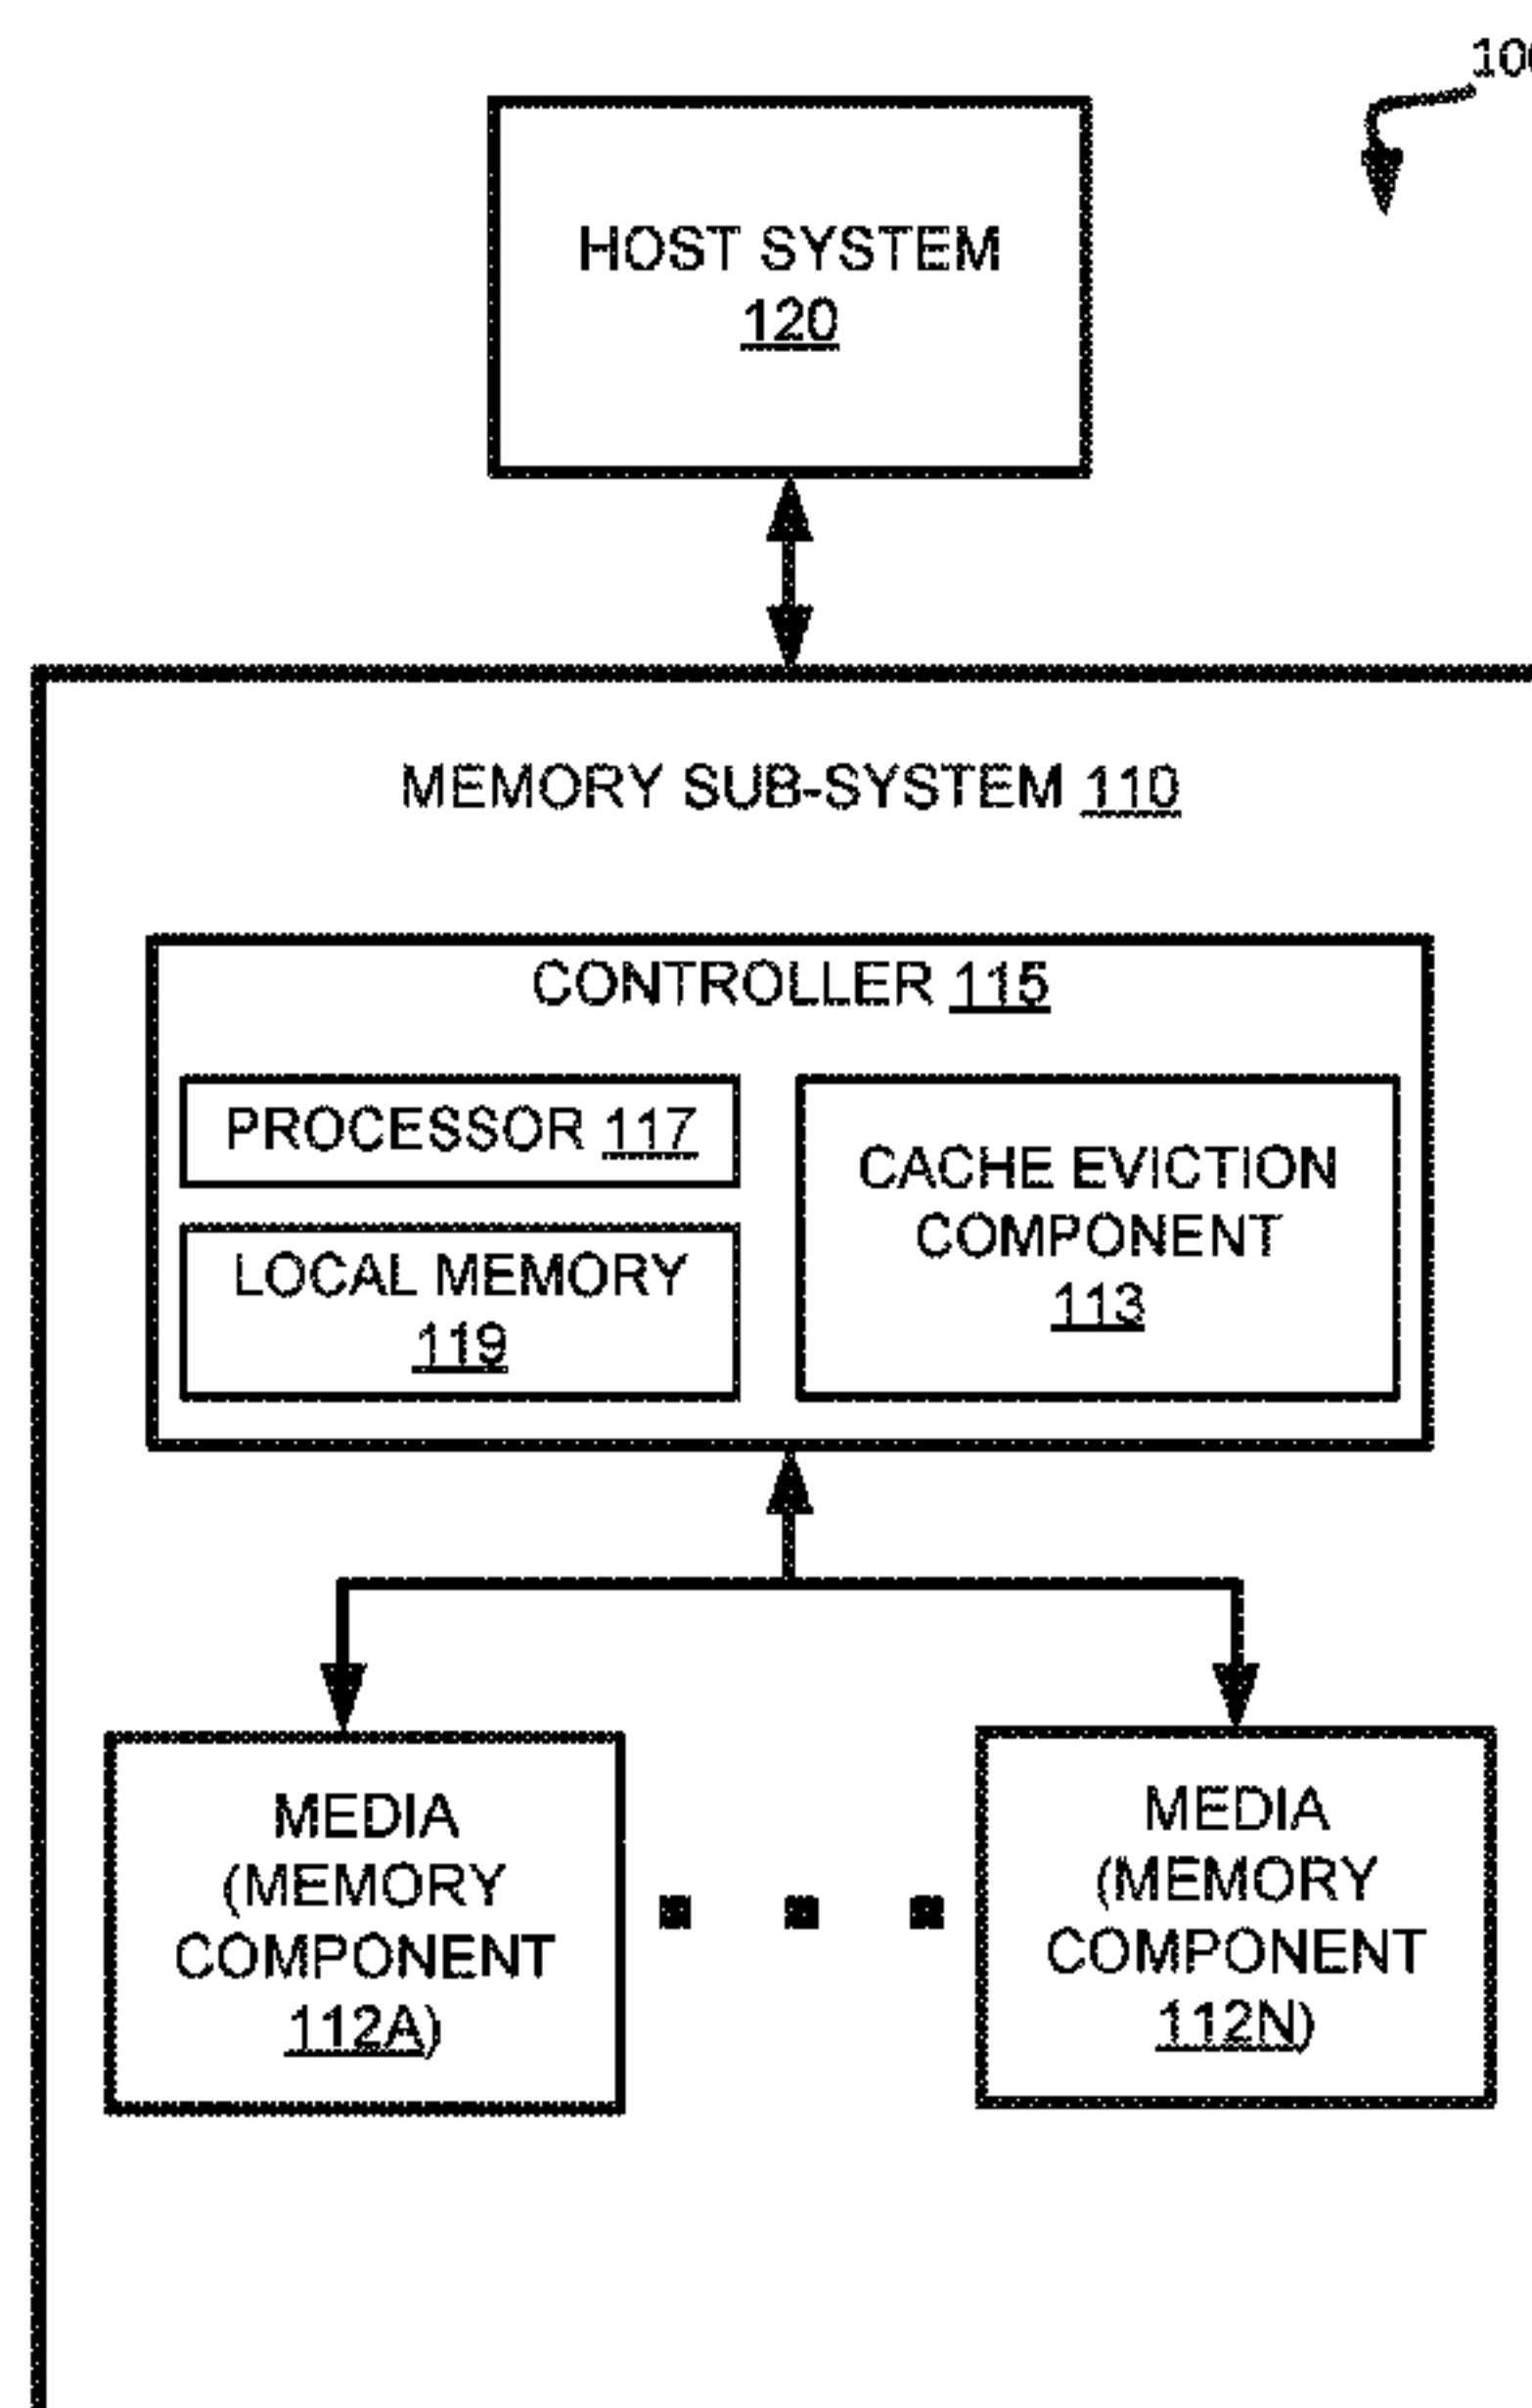 100
HOST SYSTEM
120
MEMORY SUB-SYSTEM 110
CONTROLLER 115
PROCESSOR 117
LOCAL MEMORY
119
CACHE EVICTION
COMPONENT
113
MEDIA
(MEMORY
COMPONENT
112A)
MEDIA
(MEMORY
COMPONENT
112N)